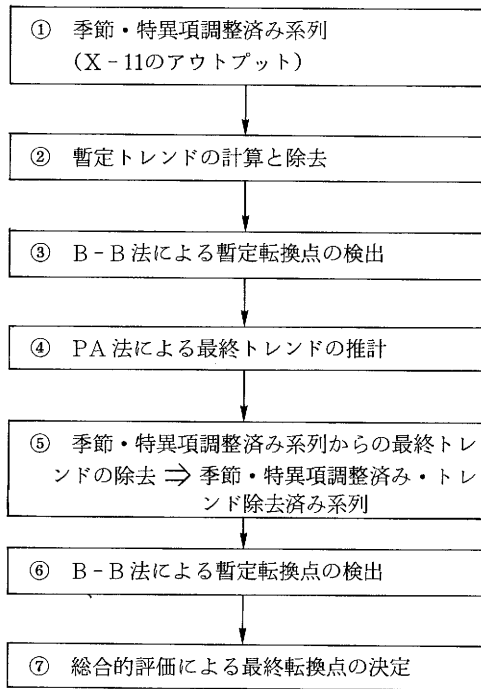 ① 季節・特異項調整済み系列
（X－11のアウトプット）
② 暫定トレンドの計算と除去
③ B－B法による暫定転換点の検出
④ PA法による最終トレンドの推計
⑤ 季節・特異項調整済み系列からの最終トレ
ンドの除去 ⇒ 季節・特異項調整済み・トレ
ンド除去済み系列
⑥ B－B法による暫定転換点の検出
⑦ 総合的評価による最終転換点の決定